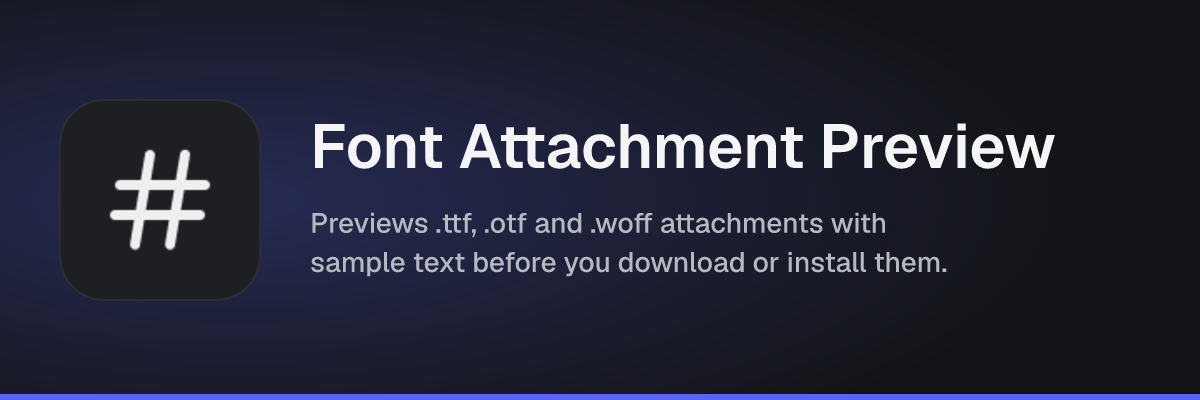 Font Attachment Preview
Previews .ttf, .otf and .woff attachments with
sample text before you download or install them.